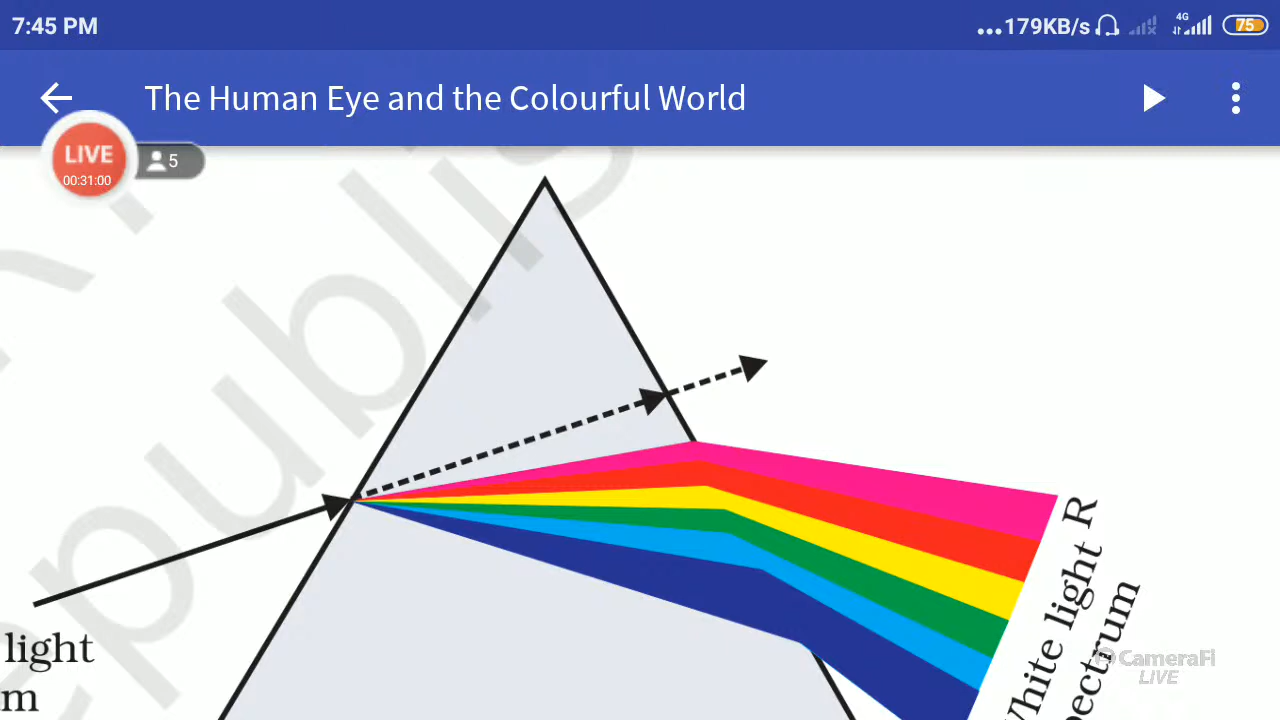 7:45 PM
...179KB/s
4G
75
The Human Eye and the Colourful World
LIVE
00:31:00
5
republis
light
m
R
White light
spectrum
CameraFi
LIVE